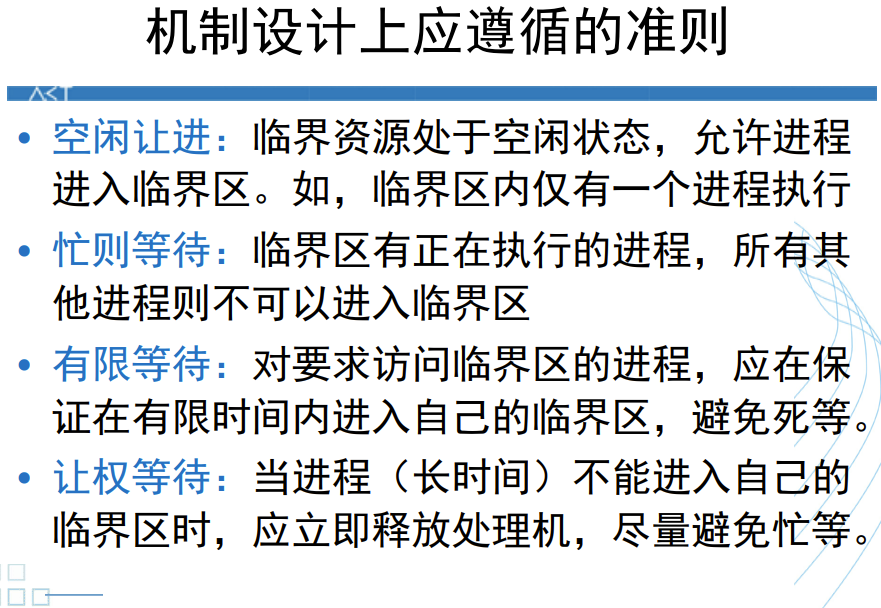 机制设计上应遵循的准则
• 空闲让进：临界资源处于空闲状态，允许进程
进入临界区。如，临界区内仅有一个进程执行
• 忙则等待：临界区有正在执行的进程，所有其
他进程则不可以进入临界区
• 有限等待：对要求访问临界区的进程，应在保
证在有限时间内进入自己的临界区，避免死等。
• 让权等待：当进程（长时间）不能进入自己的
临界区时，应立即释放处理机，尽量避免忙等。